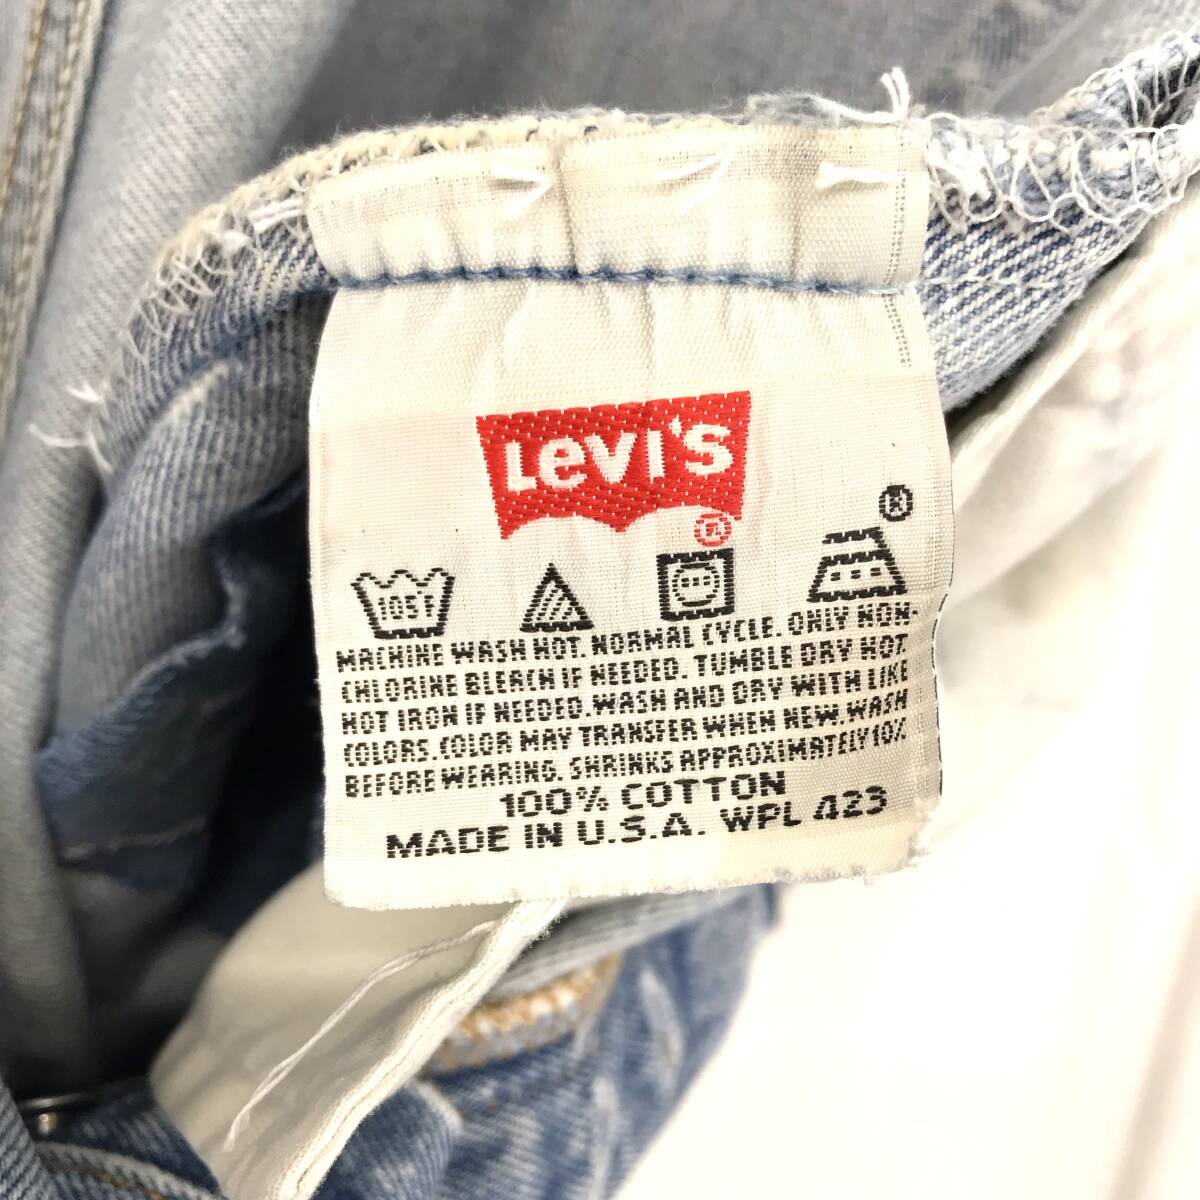 Levi's
®
105F
MACHINE WASH HOT. NORMAL CYCLE. ONLY NON-
CHLORINE BLEACH IF NEEDED. TUMBLE DRY HOT.
HOT IRON IF NEEDED. WASH AND DRY WITH LIKE
COLORS. COLOR MAY TRANSFER WHEN NEW. WASH
BEFORE WEARING. SHRINKS APPROXIMATELY 10%
100% COTTON
MADE IN U.S.A. WPL 423